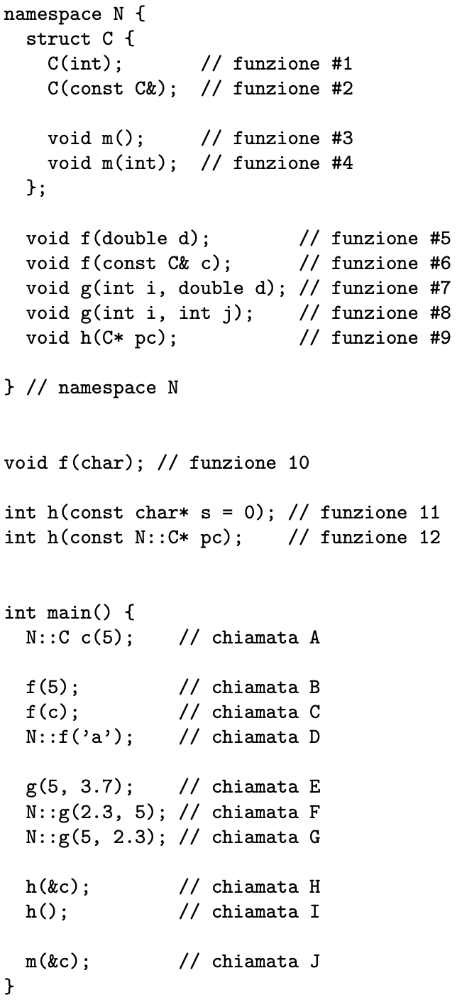 namespace N {
  struct C {
    C(int);       // funzione #1
    C(const C&);  // funzione #2

    void m();     // funzione #3
    void m(int);  // funzione #4
  };

  void f(double d);        // funzione #5
  void f(const C& c);      // funzione #6
  void g(int i, double d); // funzione #7
  void g(int i, int j);    // funzione #8
  void h(C* pc);           // funzione #9

} // namespace N


void f(char); // funzione 10

int h(const char* s = 0); // funzione 11
int h(const N::C* pc);    // funzione 12


int main() {
  N::C c(5);    // chiamata A

  f(5);         // chiamata B
  f(c);         // chiamata C
  N::f(’a’);    // chiamata D

  g(5, 3.7);    // chiamata E
  N::g(2.3, 5); // chiamata F
  N::g(5, 2.3); // chiamata G

  h(&c);        // chiamata H
  h();          // chiamata I

  m(&c);        // chiamata J
}